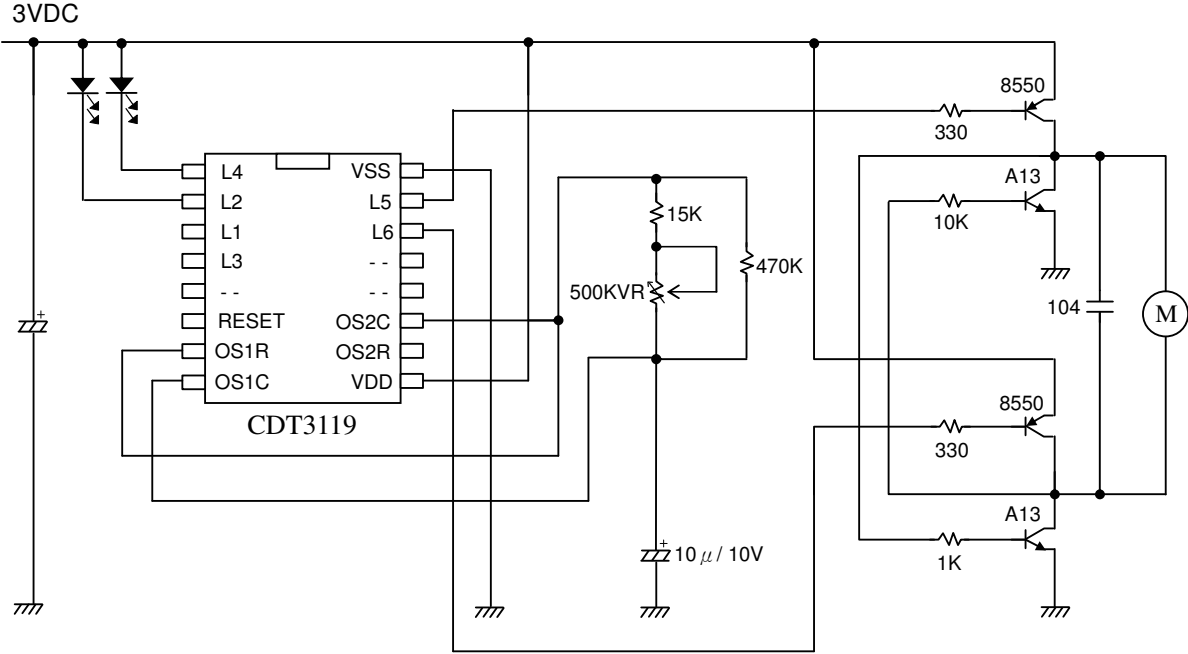 3VDC
8550
330
A13
10K
L4
VSS
L2
L5
L1
L6
L3
- -
- -
- -
RESET
OS2C
OS1R
OS2R
OS1C
VDD
CDT3119
15K
500KVR
470K
104
M
8550
330
A13
1K
+
+
10 μ / 10V